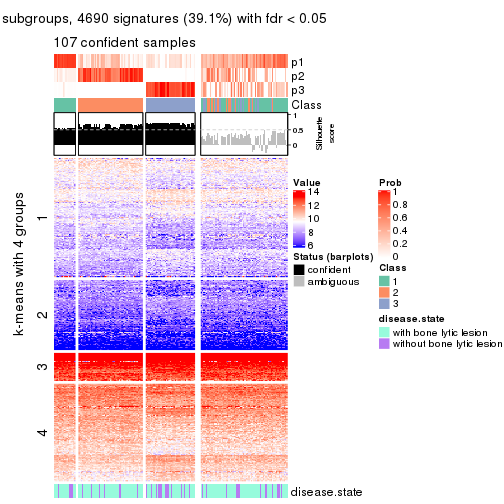 subgroups, 4690 signatures (39.1%) with fdr < 0.05
107 confident samples
p1
p2
p3
Class
1
0.5
0
Silhouette
score
k-means with 4 groups
1
2
3
4
disease.state
Value
14
12
10
8
6
Status (barplots)
confident
ambiguous
Prob
1
0.8
0.6
0.4
0.2
0
Class
1
2
3
disease.state
with bone lytic lesion
without bone lytic lesion